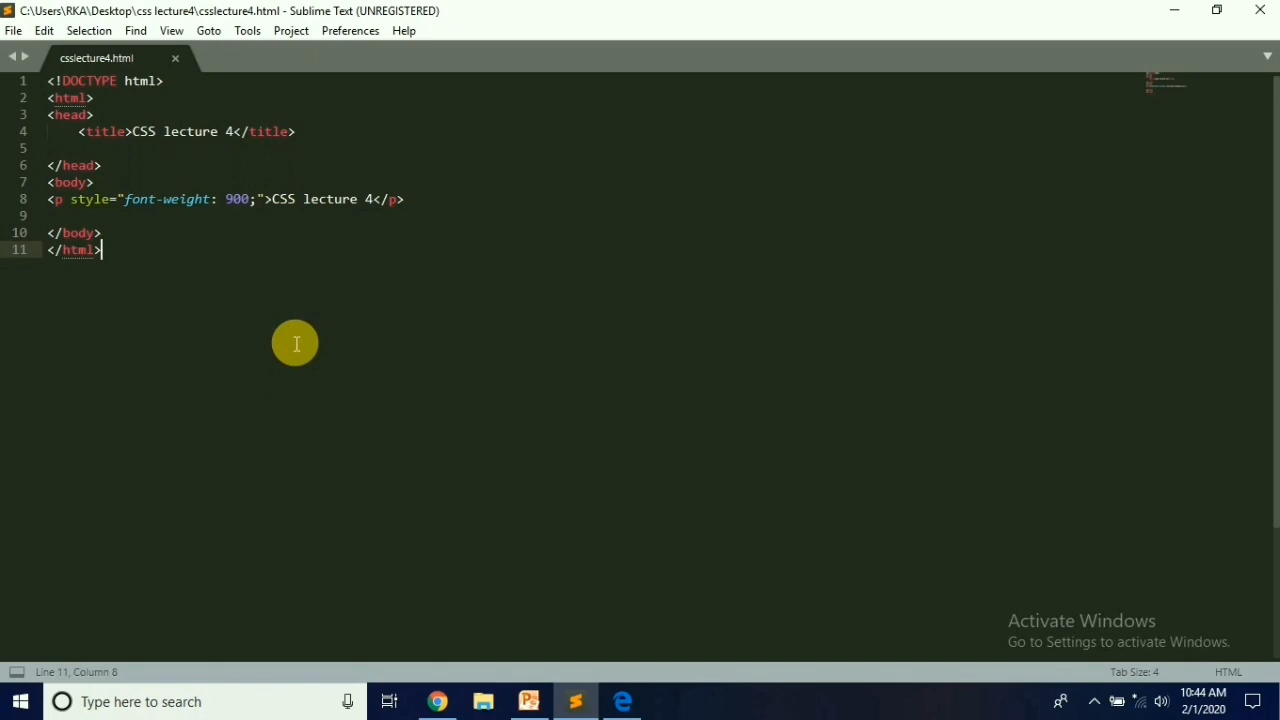 C:\Users\RKA\Desktop\css lecture4\csslecture4.html - Sublime Text (UNREGISTERED)
File Edit Selection Find View Goto Tools Project Preferences Help
csslecture4.html
1 <!DOCTYPE html>
2 <html>
3 <head>
4 <title>CSS lecture 4</title>
5
6 </head>
7 <body>
8 <p style="font-weight: 900;">CSS lecture 4</p>
9
10 </body>
11 </html>
Activate Windows
Go to Settings to activate Windows.
Line 11, Column 8 Tab Size: 4 HTML
Type here to search
10:44 AM
2/1/2020